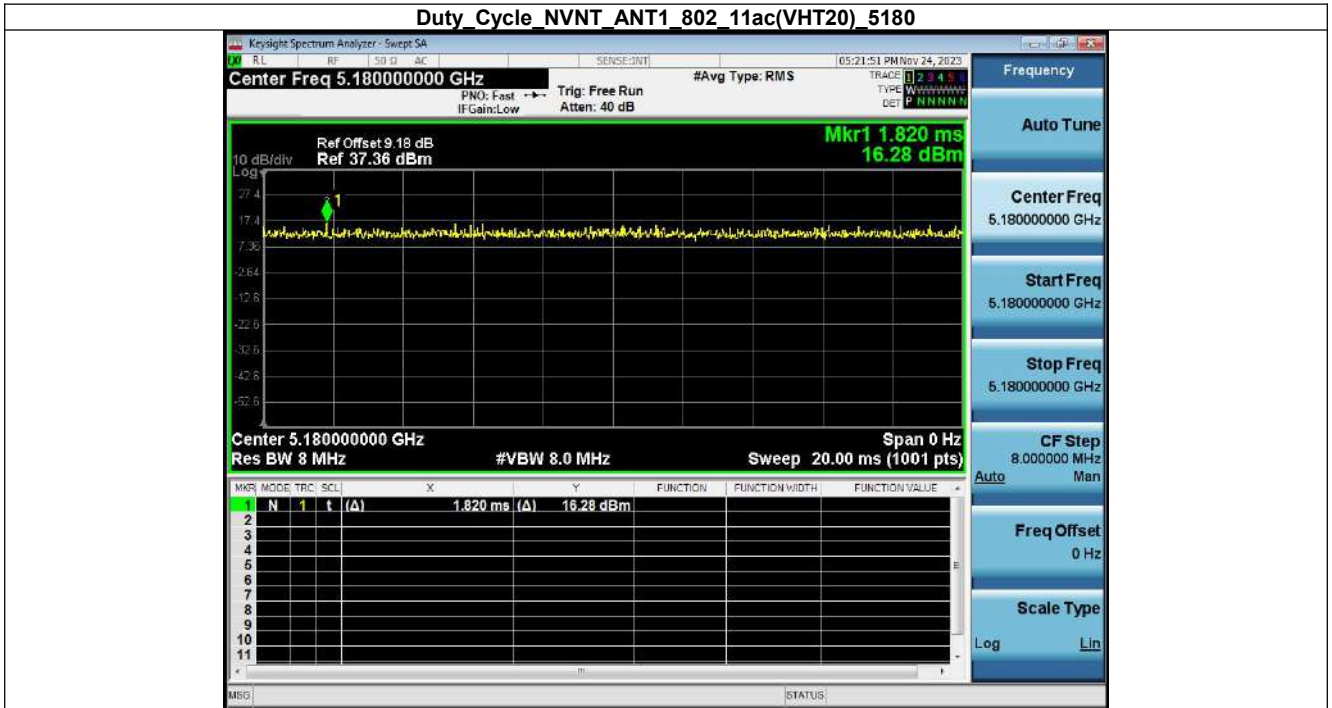 Duty_Cycle_NVNT_ANT1_802_11ac(VHT20)_5180
Keysight Spectrum Analyzer - Swept SA
RL RF 50 Ω AC SENSE:INT 05:21:51 PM Nov 24, 2023
Center Freq 5.180000000 GHz #Avg Type: RMS TRACE 1 2 3 4 5 6
PNO: Fast Trig: Free Run TYPE W
IFGain:Low Atten: 40 dB DET P N N N N N
Frequency
Auto Tune
Center Freq
5.180000000 GHz
Start Freq
5.180000000 GHz
Stop Freq
5.180000000 GHz
CF Step
8.000000 MHz
Auto Man
Freq Offset
0 Hz
Scale Type
Log Lin
Ref Offset 9.18 dB Mkr1 1.820 ms
10 dB/div Ref 37.36 dBm 16.28 dBm
Log
27.4
1
17.4
7.36
-2.64
-12.6
-22.6
-32.6
-42.6
-52.6
Center 5.180000000 GHz Span 0 Hz
Res BW 8 MHz #VBW 8.0 MHz Sweep 20.00 ms (1001 pts)
MKR MODE TRC SCL X Y FUNCTION FUNCTION WIDTH FUNCTION VALUE
1 N 1 t (Δ) 1.820 ms (Δ) 16.28 dBm
2
3
4
5
6
7
8
9
10
11
MSG STATUS